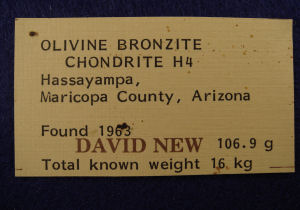 OLIVINE BRONZITE
CHONDRITE H4
Hassayampa,
Maricopa County, Arizona
Found 1963
DAVID NEW 106.9 g
Total known weight 16 kg